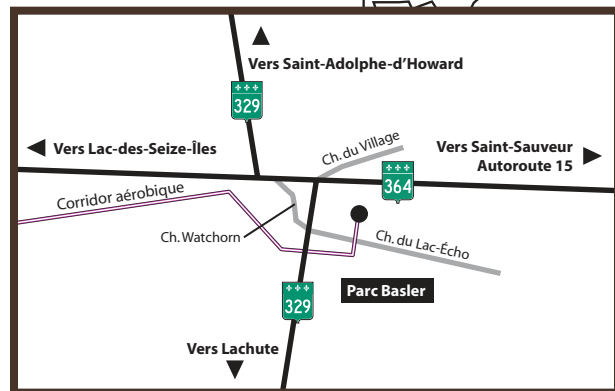 Vers Saint-Adolphe-d'Howard
329
Vers Lac-des-Seize-Îles
Ch. du Village
Vers Saint-Sauveur
Autoroute 15
364
Corridor aérobique
Ch. Watchorn
Ch. du Lac-Écho
Parc Basler
329
Vers Lachute